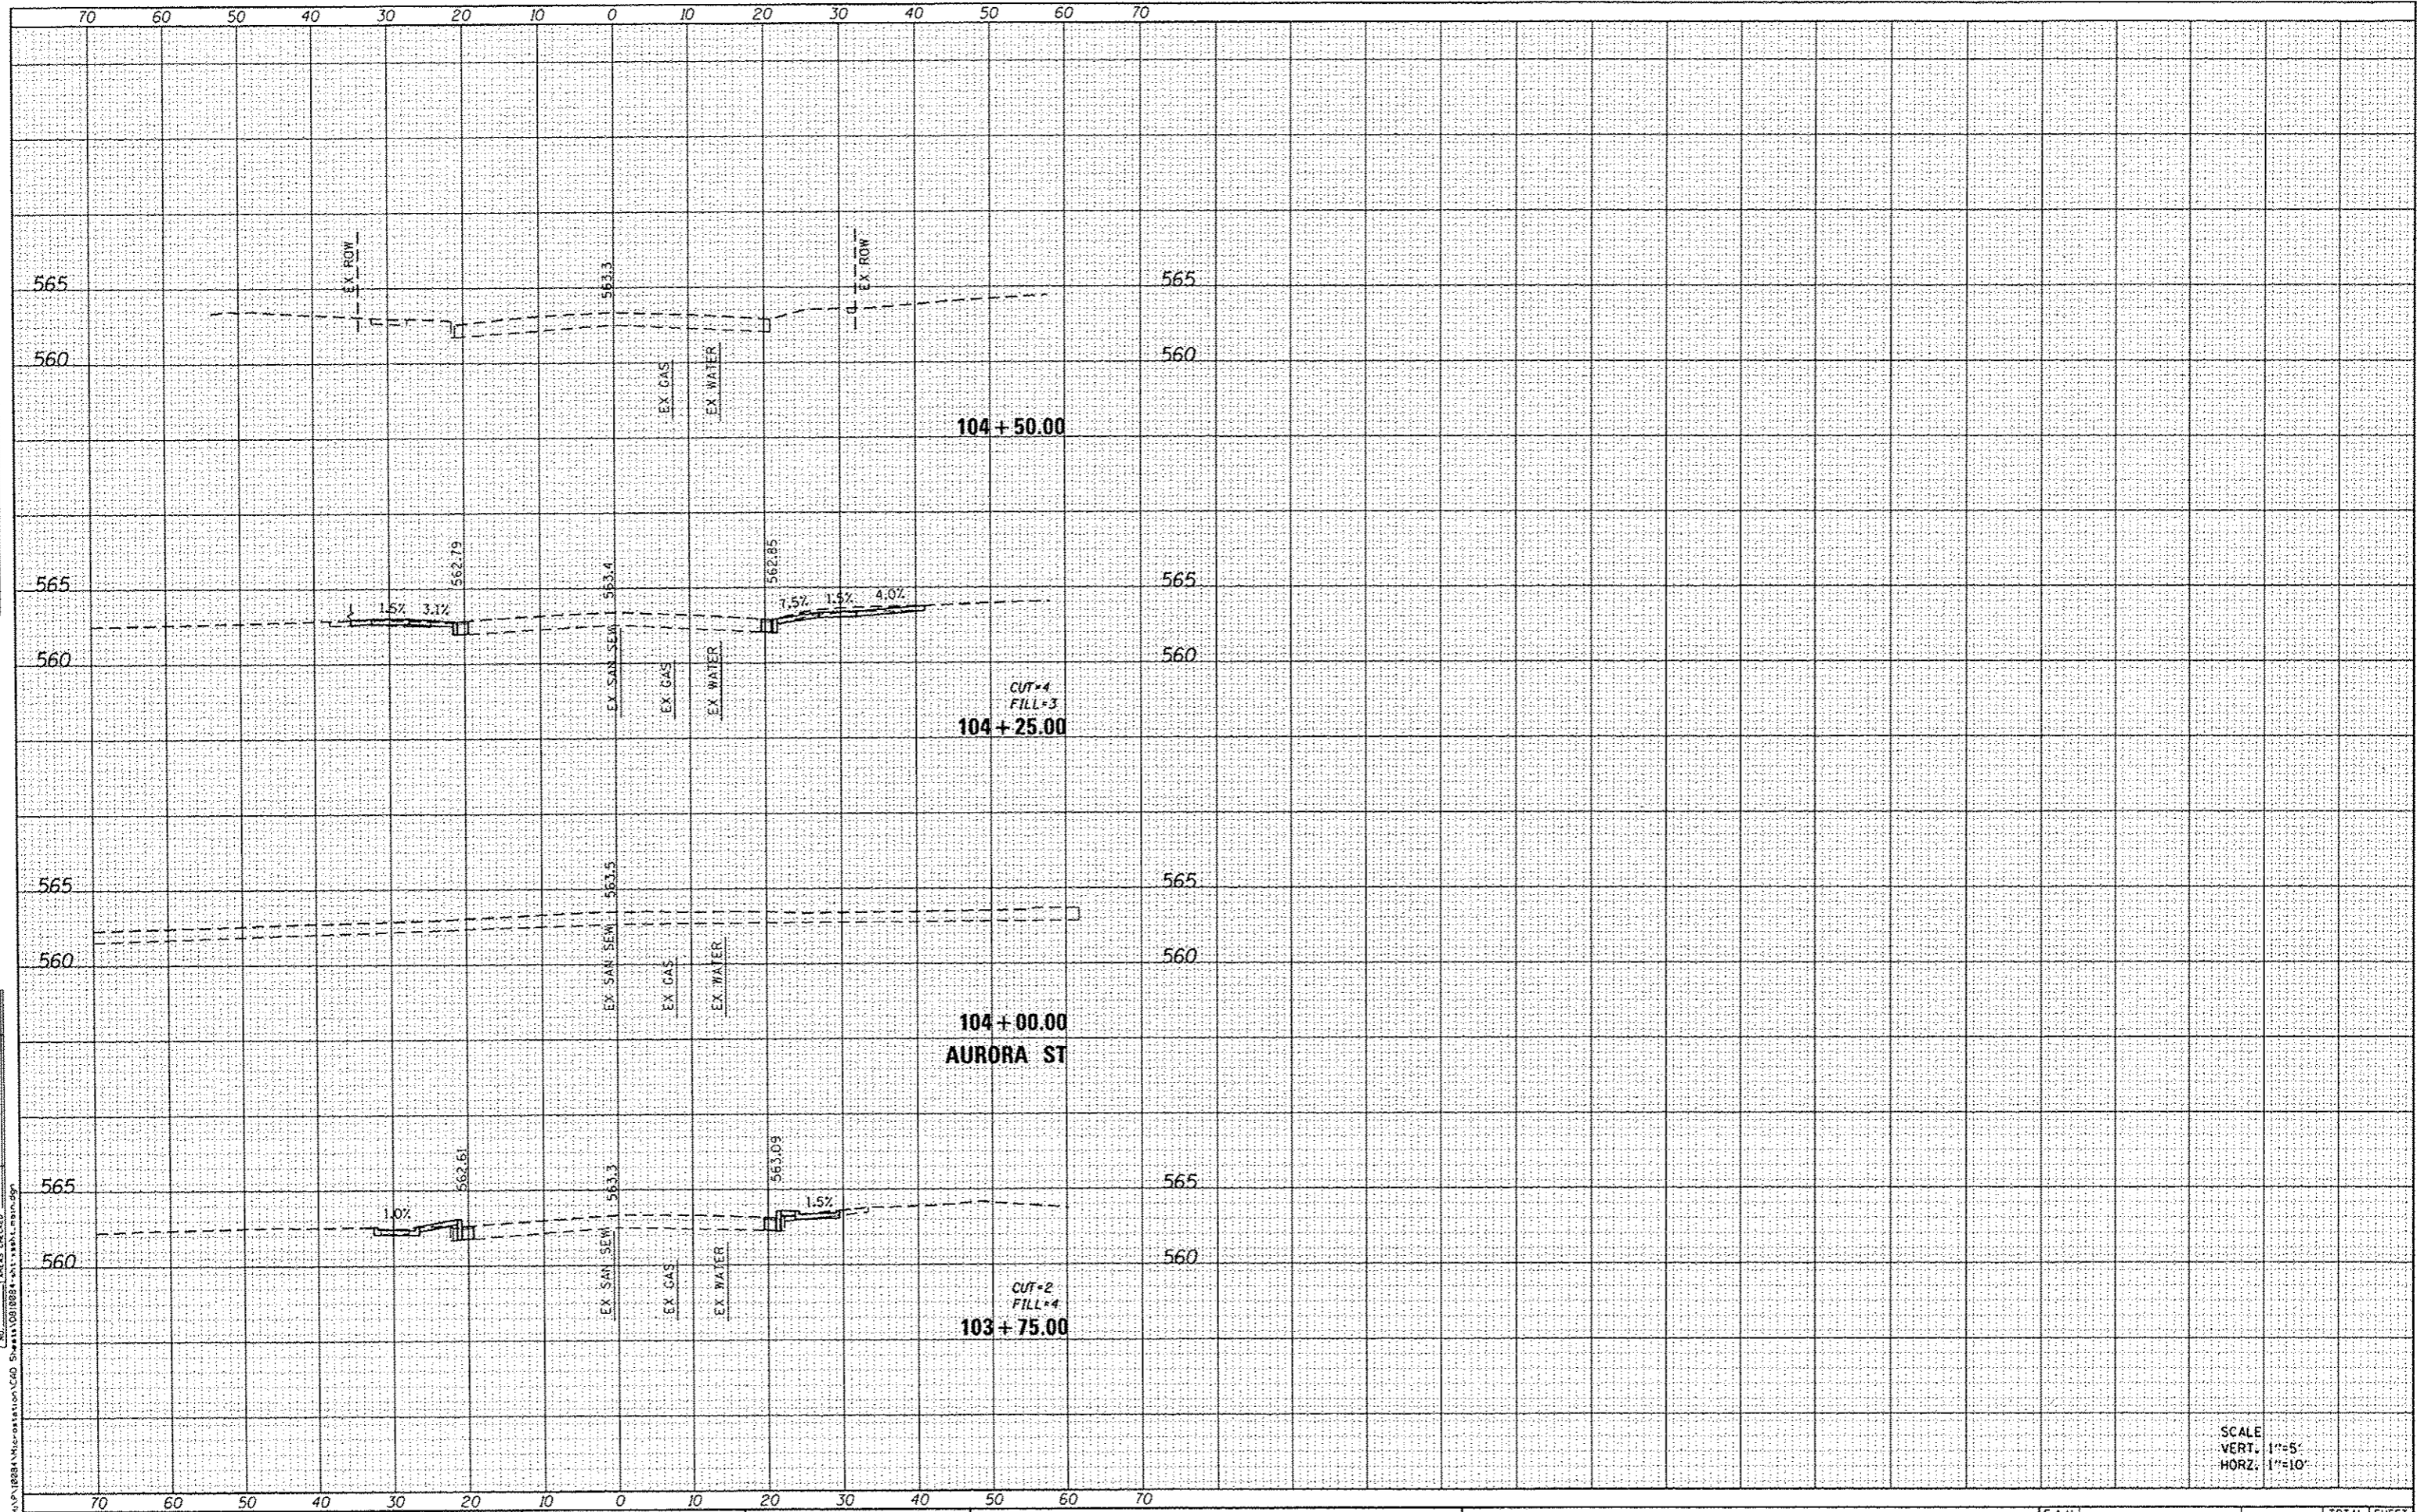 70 60 50 40 30 20 10 0 10 20 30 40 50 60 70
EX ROW
563.3
EX ROW
565 565
560 560
EX GAS
EX WATER
104+50.00
562.79
563.4
562.85
565 565
1.5% 3.1% 7.5% 1.5% 4.0%
560 560
EX SAN SEW
EX GAS
EX WATER
CUT=4
FILL=3
104+25.00
563.5
565 565
560 560
EX SAN SEW
EX GAS
EX WATER
104+00.00
AURORA ST
562.61
563.3
563.09
565 565
1.0% 1.5%
560 560
EX SAN SEW
EX GAS
EX WATER
CUT=2
FILL=4
103+75.00
SCALE
VERT. 1"=5'
HORZ. 1"=10'
70 60 50 40 30 20 10 0 10 20 30 40 50 60 70
TOTAL SHEET